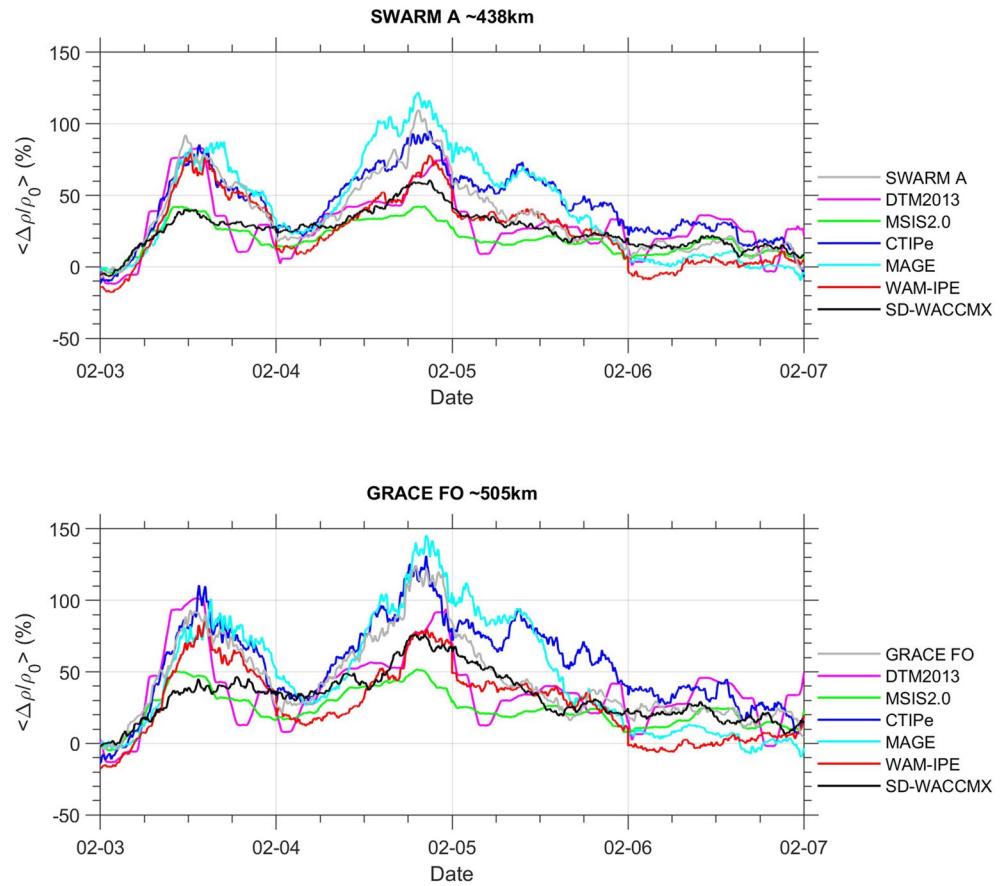 SWARM A ~438km
<Δρ/ρ0> (%)
150
100
50
0
-50
02-03 02-04 02-05 02-06 02-07
Date
SWARM A
DTM2013
MSIS2.0
CTIPe
MAGE
WAM-IPE
SD-WACCMX
GRACE FO ~505km
<Δρ/ρ0> (%)
150
100
50
0
-50
02-03 02-04 02-05 02-06 02-07
Date
GRACE FO
DTM2013
MSIS2.0
CTIPe
MAGE
WAM-IPE
SD-WACCMX